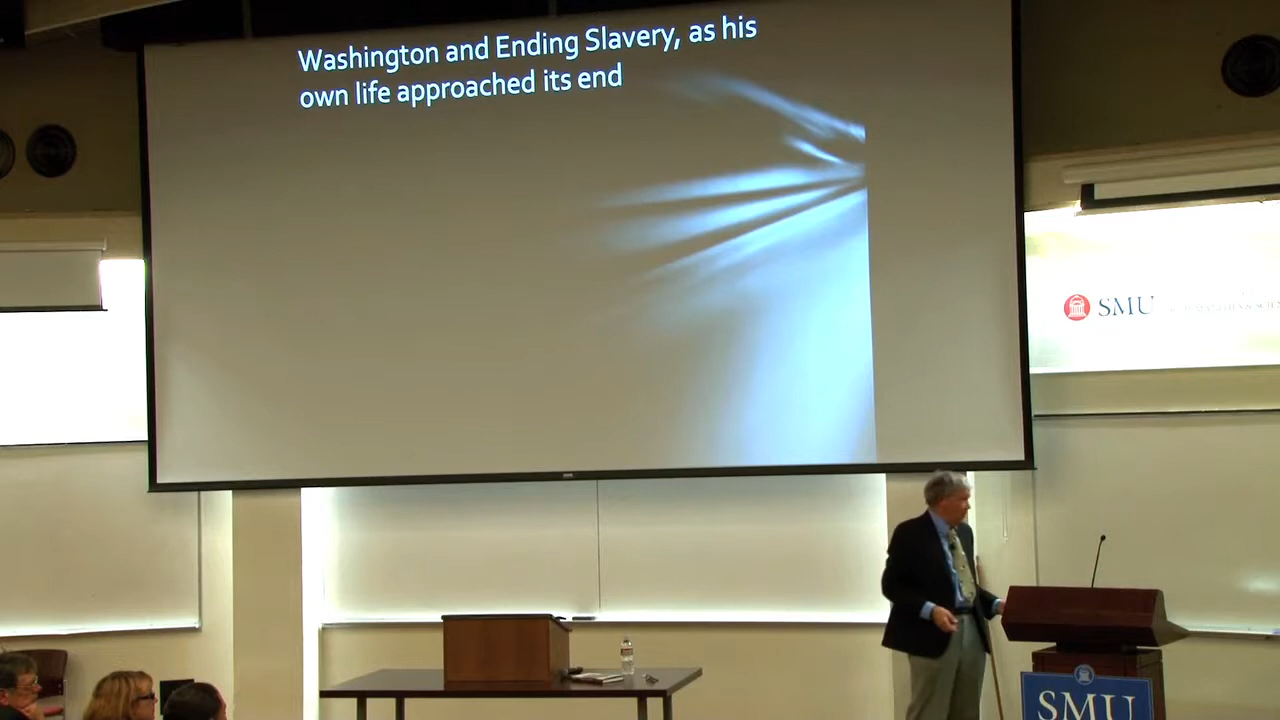 Washington and Ending Slavery, as his
own life approached its end
SMU
SMU